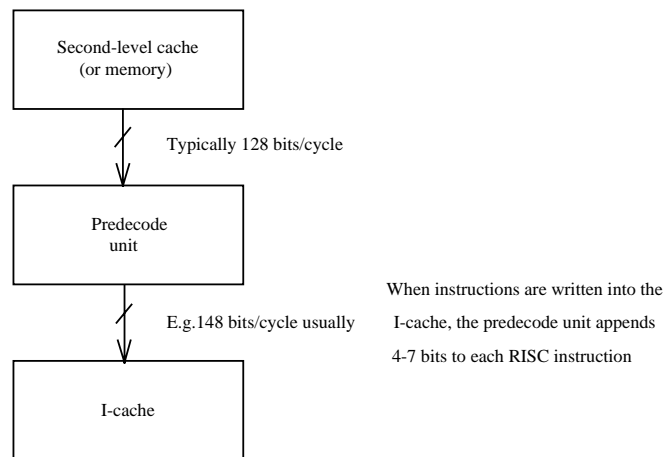 Second-level cache
(or memory)
Typically 128 bits/cycle
Predecode
unit
E.g.148 bits/cycle usually
When instructions are written into the
I-cache, the predecode unit appends
4-7 bits to each RISC instruction
I-cache